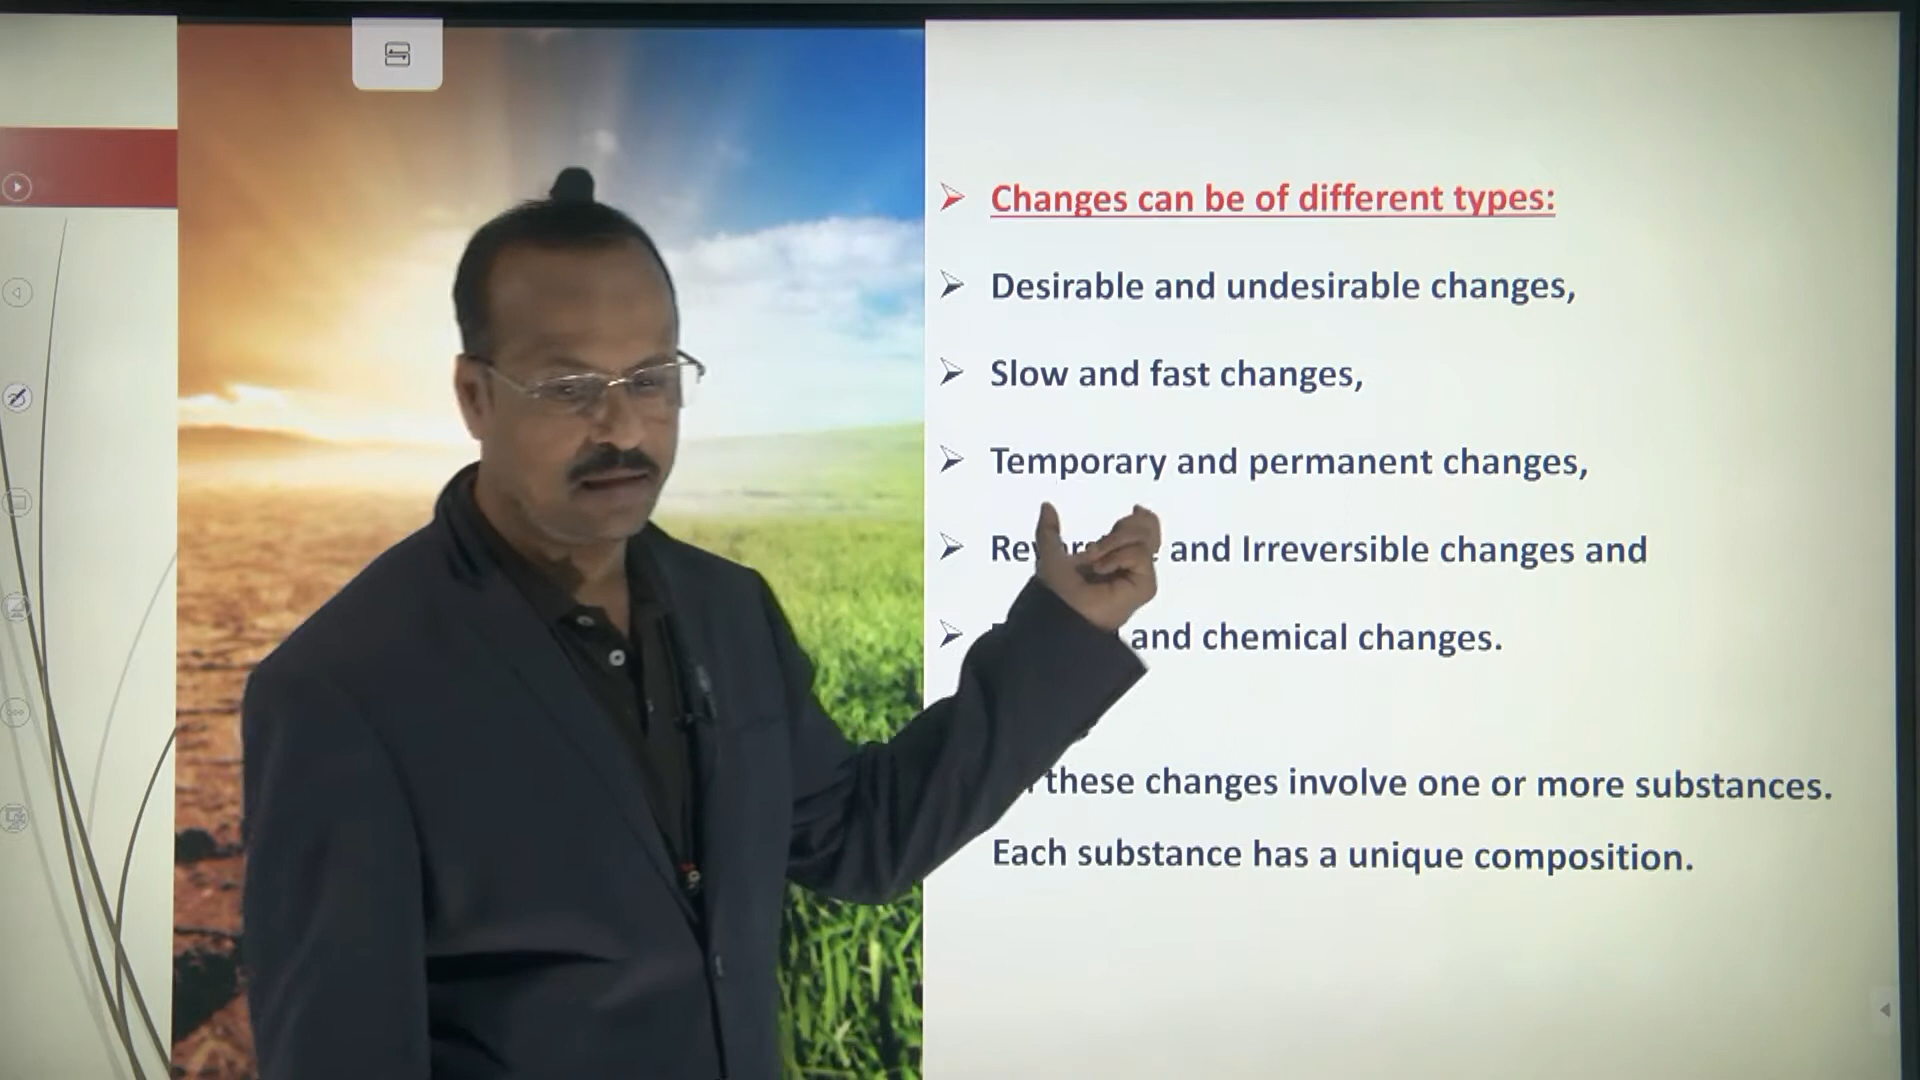 Changes can be of different types:
Desirable and undesirable changes,
Slow and fast changes,
Temporary and permanent changes,
and Irreversible changes and
and chemical changes.
these changes involve one or more substances.
Each substance has a unique composition.